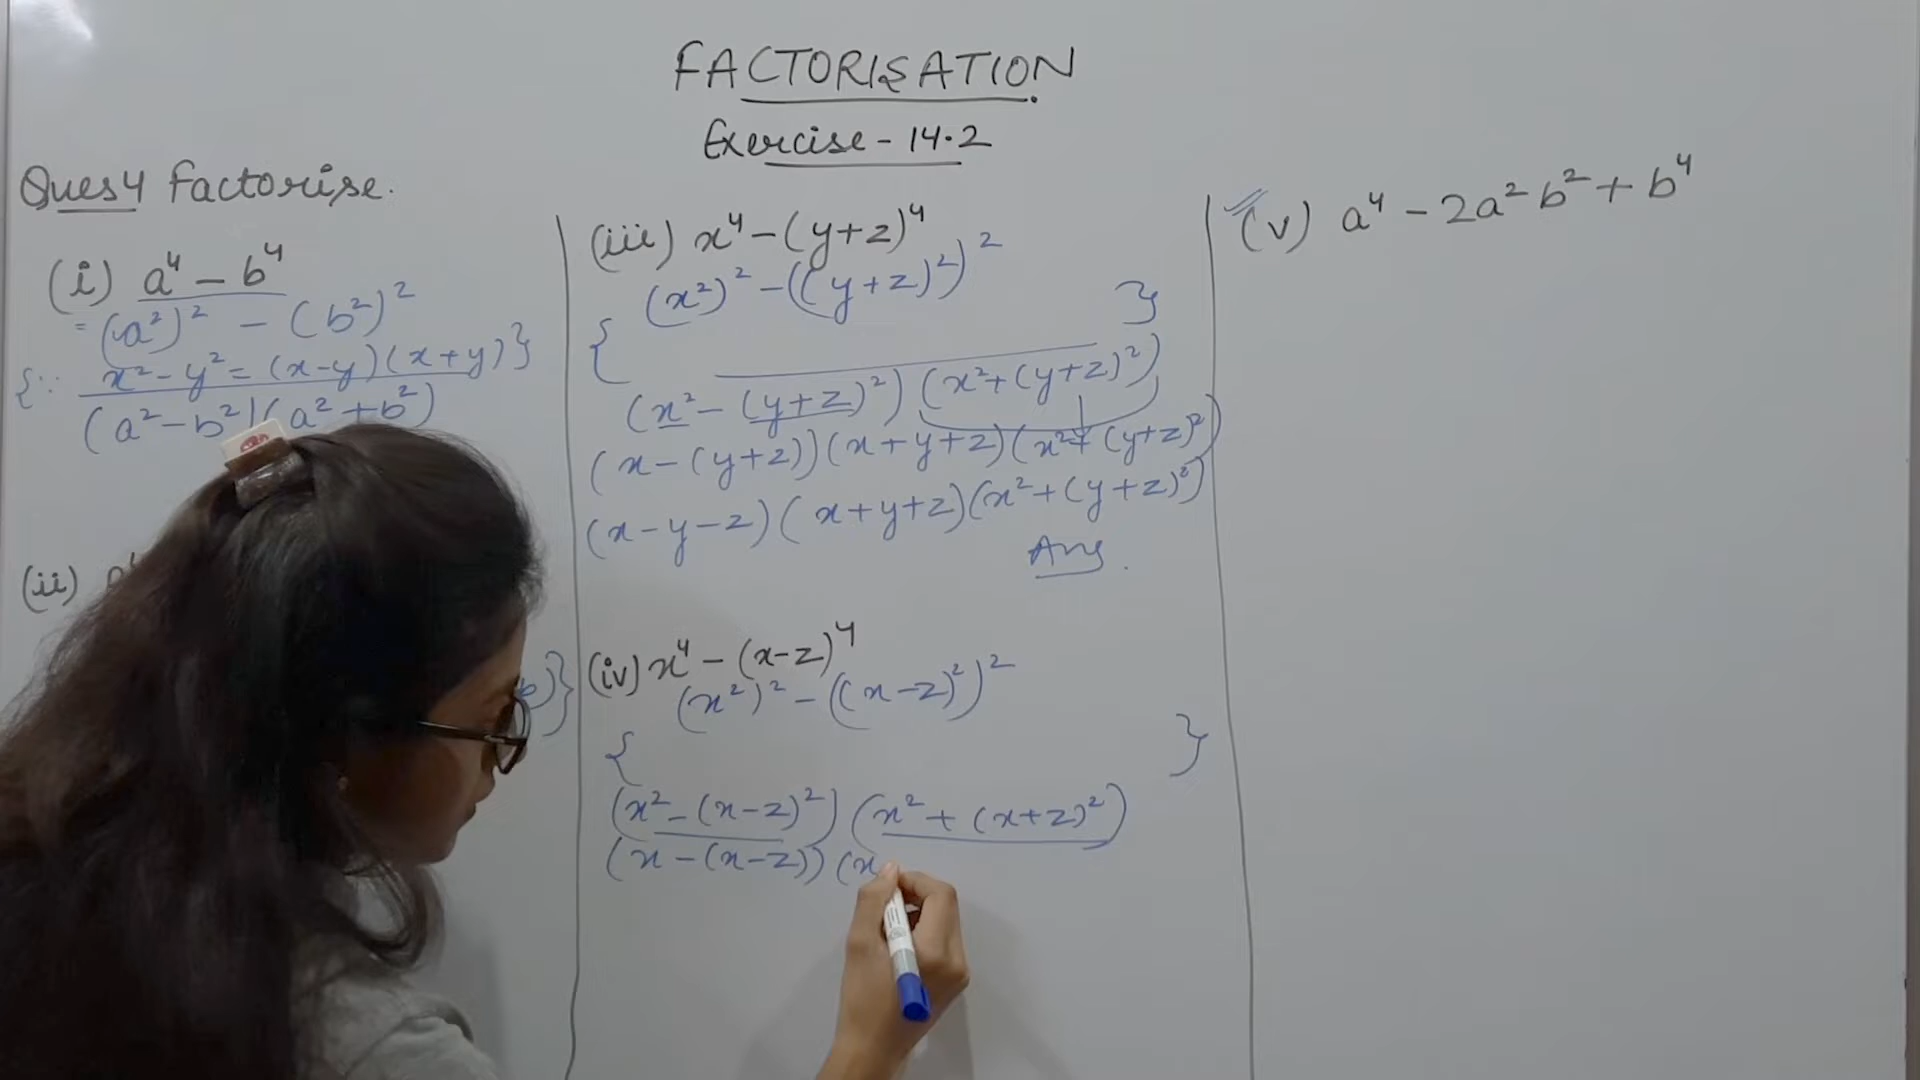 FACTORISATION
Exercise - 14.2
Ques 4 Factorise.
(i) a⁴ - b⁴
= (a²)² - (b²)²
{∵ x² - y² = (x-y)(x+y)}
(a² - b²)(a² + b²)
(ii)
b)}
(iii) x⁴ - (y+z)⁴
(x²)² - ((y+z)²)²
{ }
(x² - (y+z)²) (x² + (y+z)²)
(x - (y+z)) (x+y+z) (x² + (y+z)²)
(x-y-z) (x+y+z) (x² + (y+z)²)
Ans.
(iv) x⁴ - (x-z)⁴
(x²)² - ((x-z)²)²
{ }
(x² - (x-z)²) (x² + (x+z)²)
(x - (x-z)) (x
(v) a⁴ - 2a²b² + b⁴